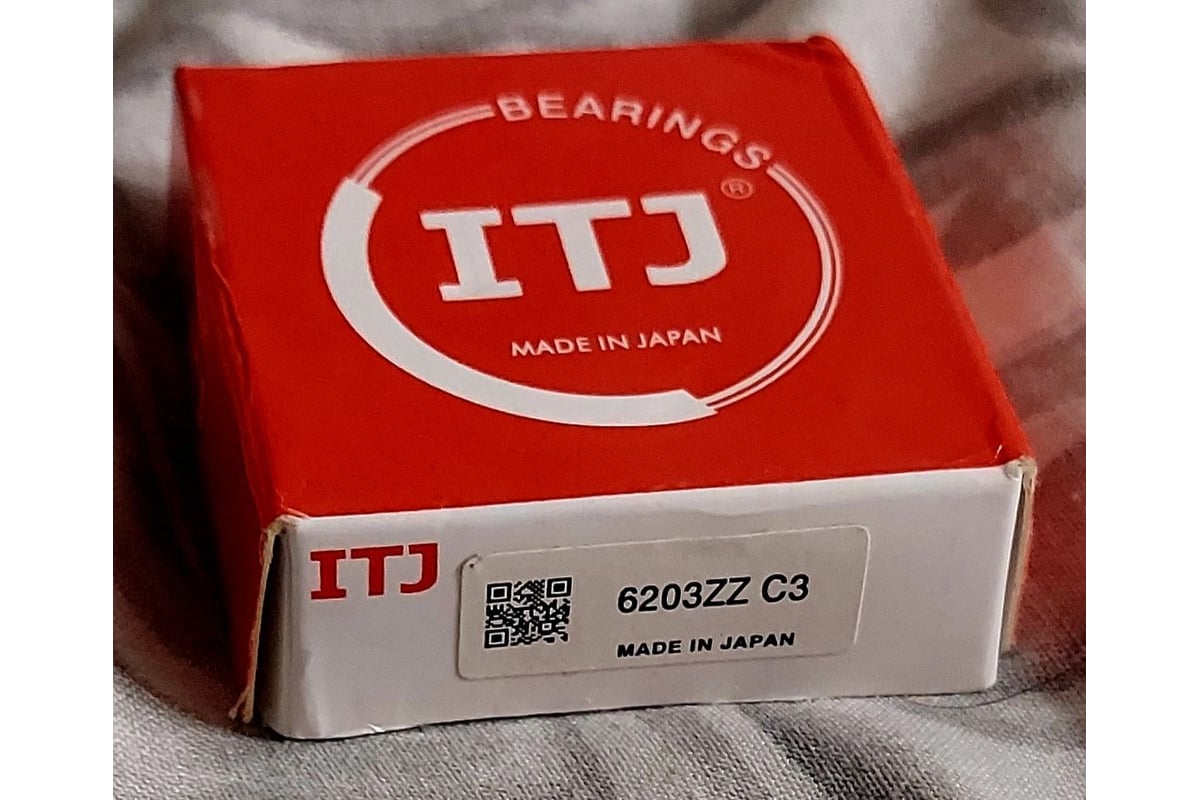 BEARINGS
ITJ®
MADE IN JAPAN
ITJ
6203ZZ C3
MADE IN JAPAN